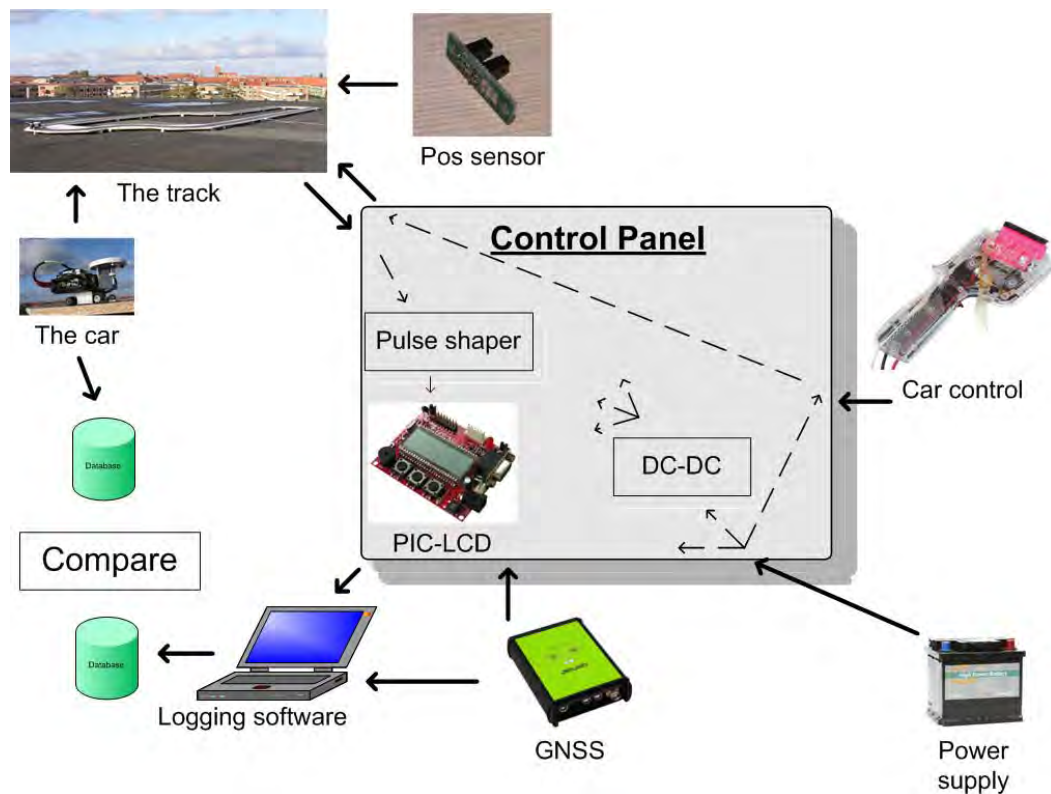 Pos sensor
The track
Control Panel
The car
Pulse shaper
Car control
DC-DC
Database
PIC-LCD
Compare
Database
Logging software
GNSS
Power
supply